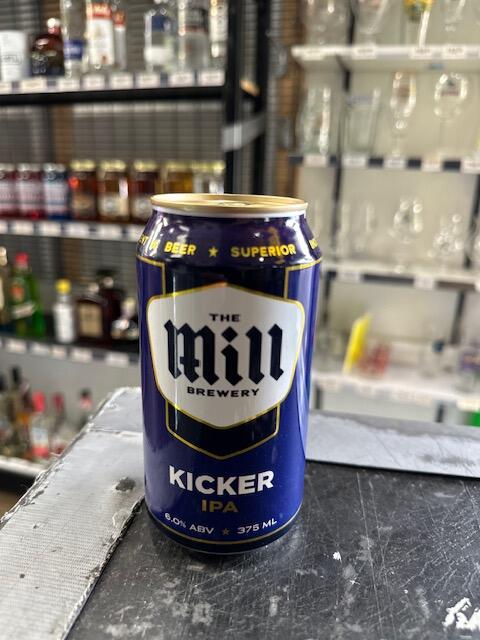 BEER ★ SUPERIOR
THE
Mill
BREWERY
KICKER
IPA
6.0% ABV ★ 375 ML